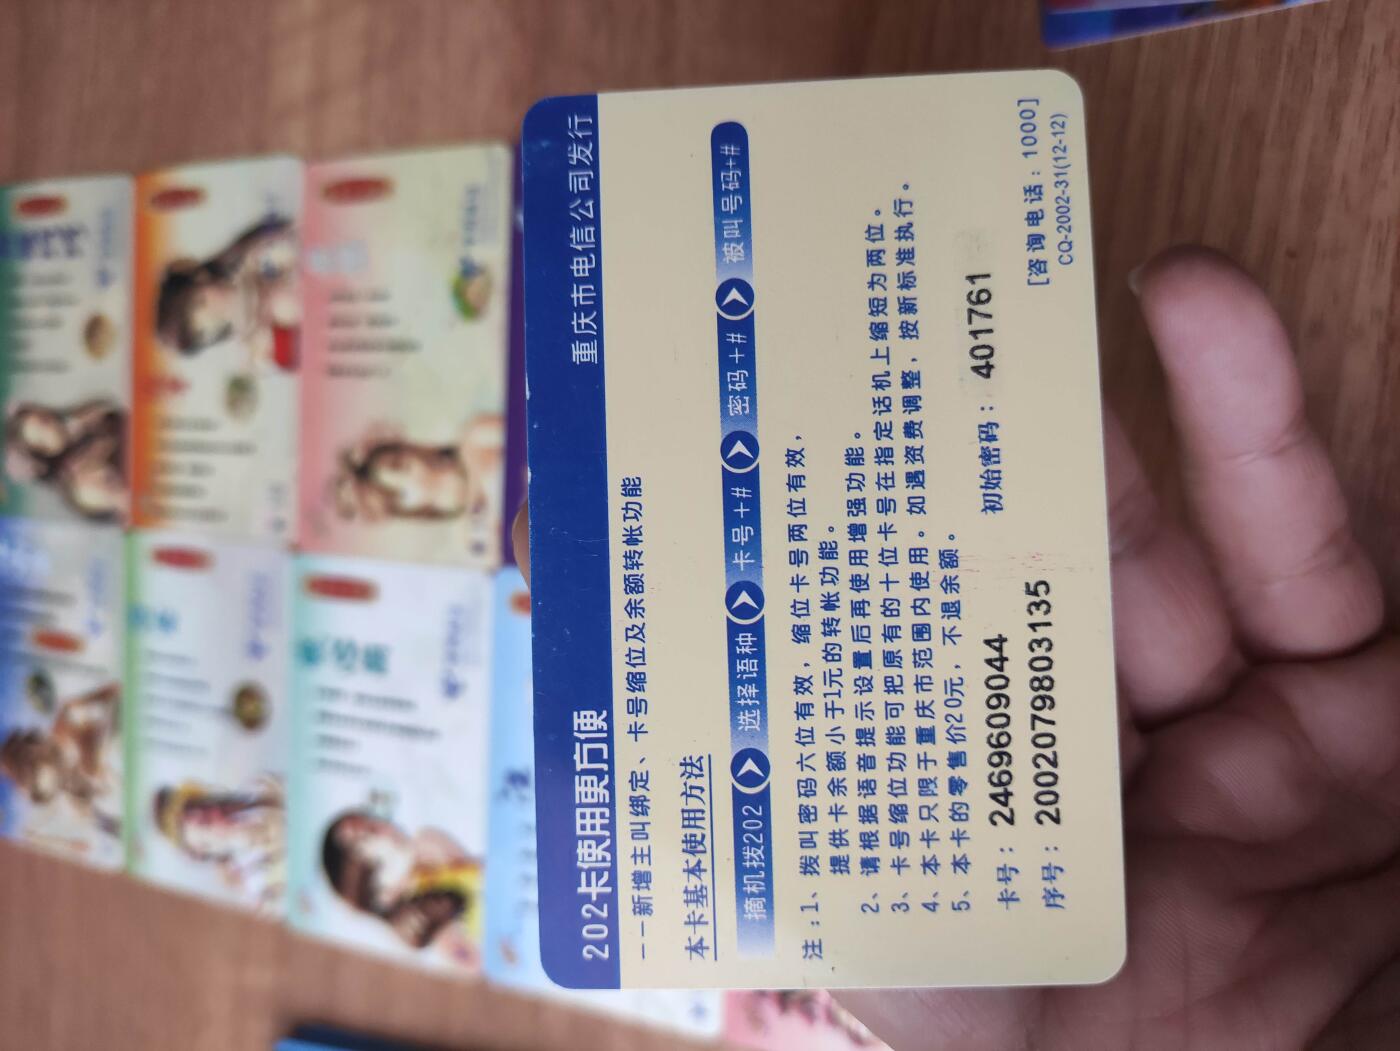 202卡使用更方便
重庆市电信公司发行
——新增主叫绑定、卡号缩位及余额转帐功能
本卡基本使用方法
摘机拨202 选择语种 卡号+# 密码+# 被叫号码+#
注:1、拨叫密码六位有效，缩位卡号两位有效，
提供卡余额小于1元的转帐功能。
2、请根据语音提示设置后再使用增强功能。
3、卡号缩位功能可把原有的十位卡号在指定话机上缩短为两位。
4、本卡只限于重庆市范围内使用。如遇资费调整，按新标准执行。
5、本卡的零售价20元，不退余额。
卡号：2469609044 初始密码：401761
序号：200207980313​5
[咨询电话：1000]
CQ-2002-31(12-12)